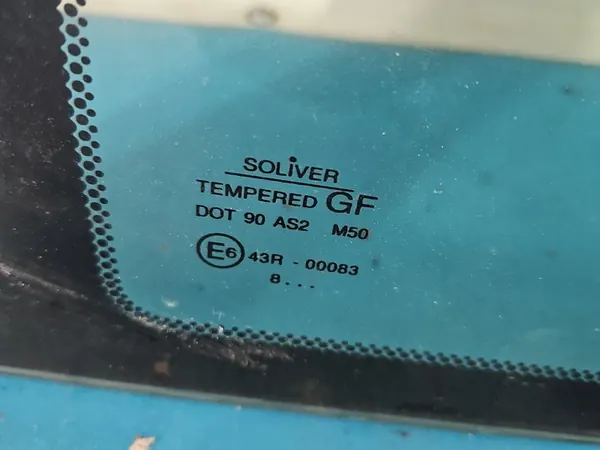 SOLiVER
TEMPERED GF
DOT 90 AS2 M50
E6 43R - 00083
8...